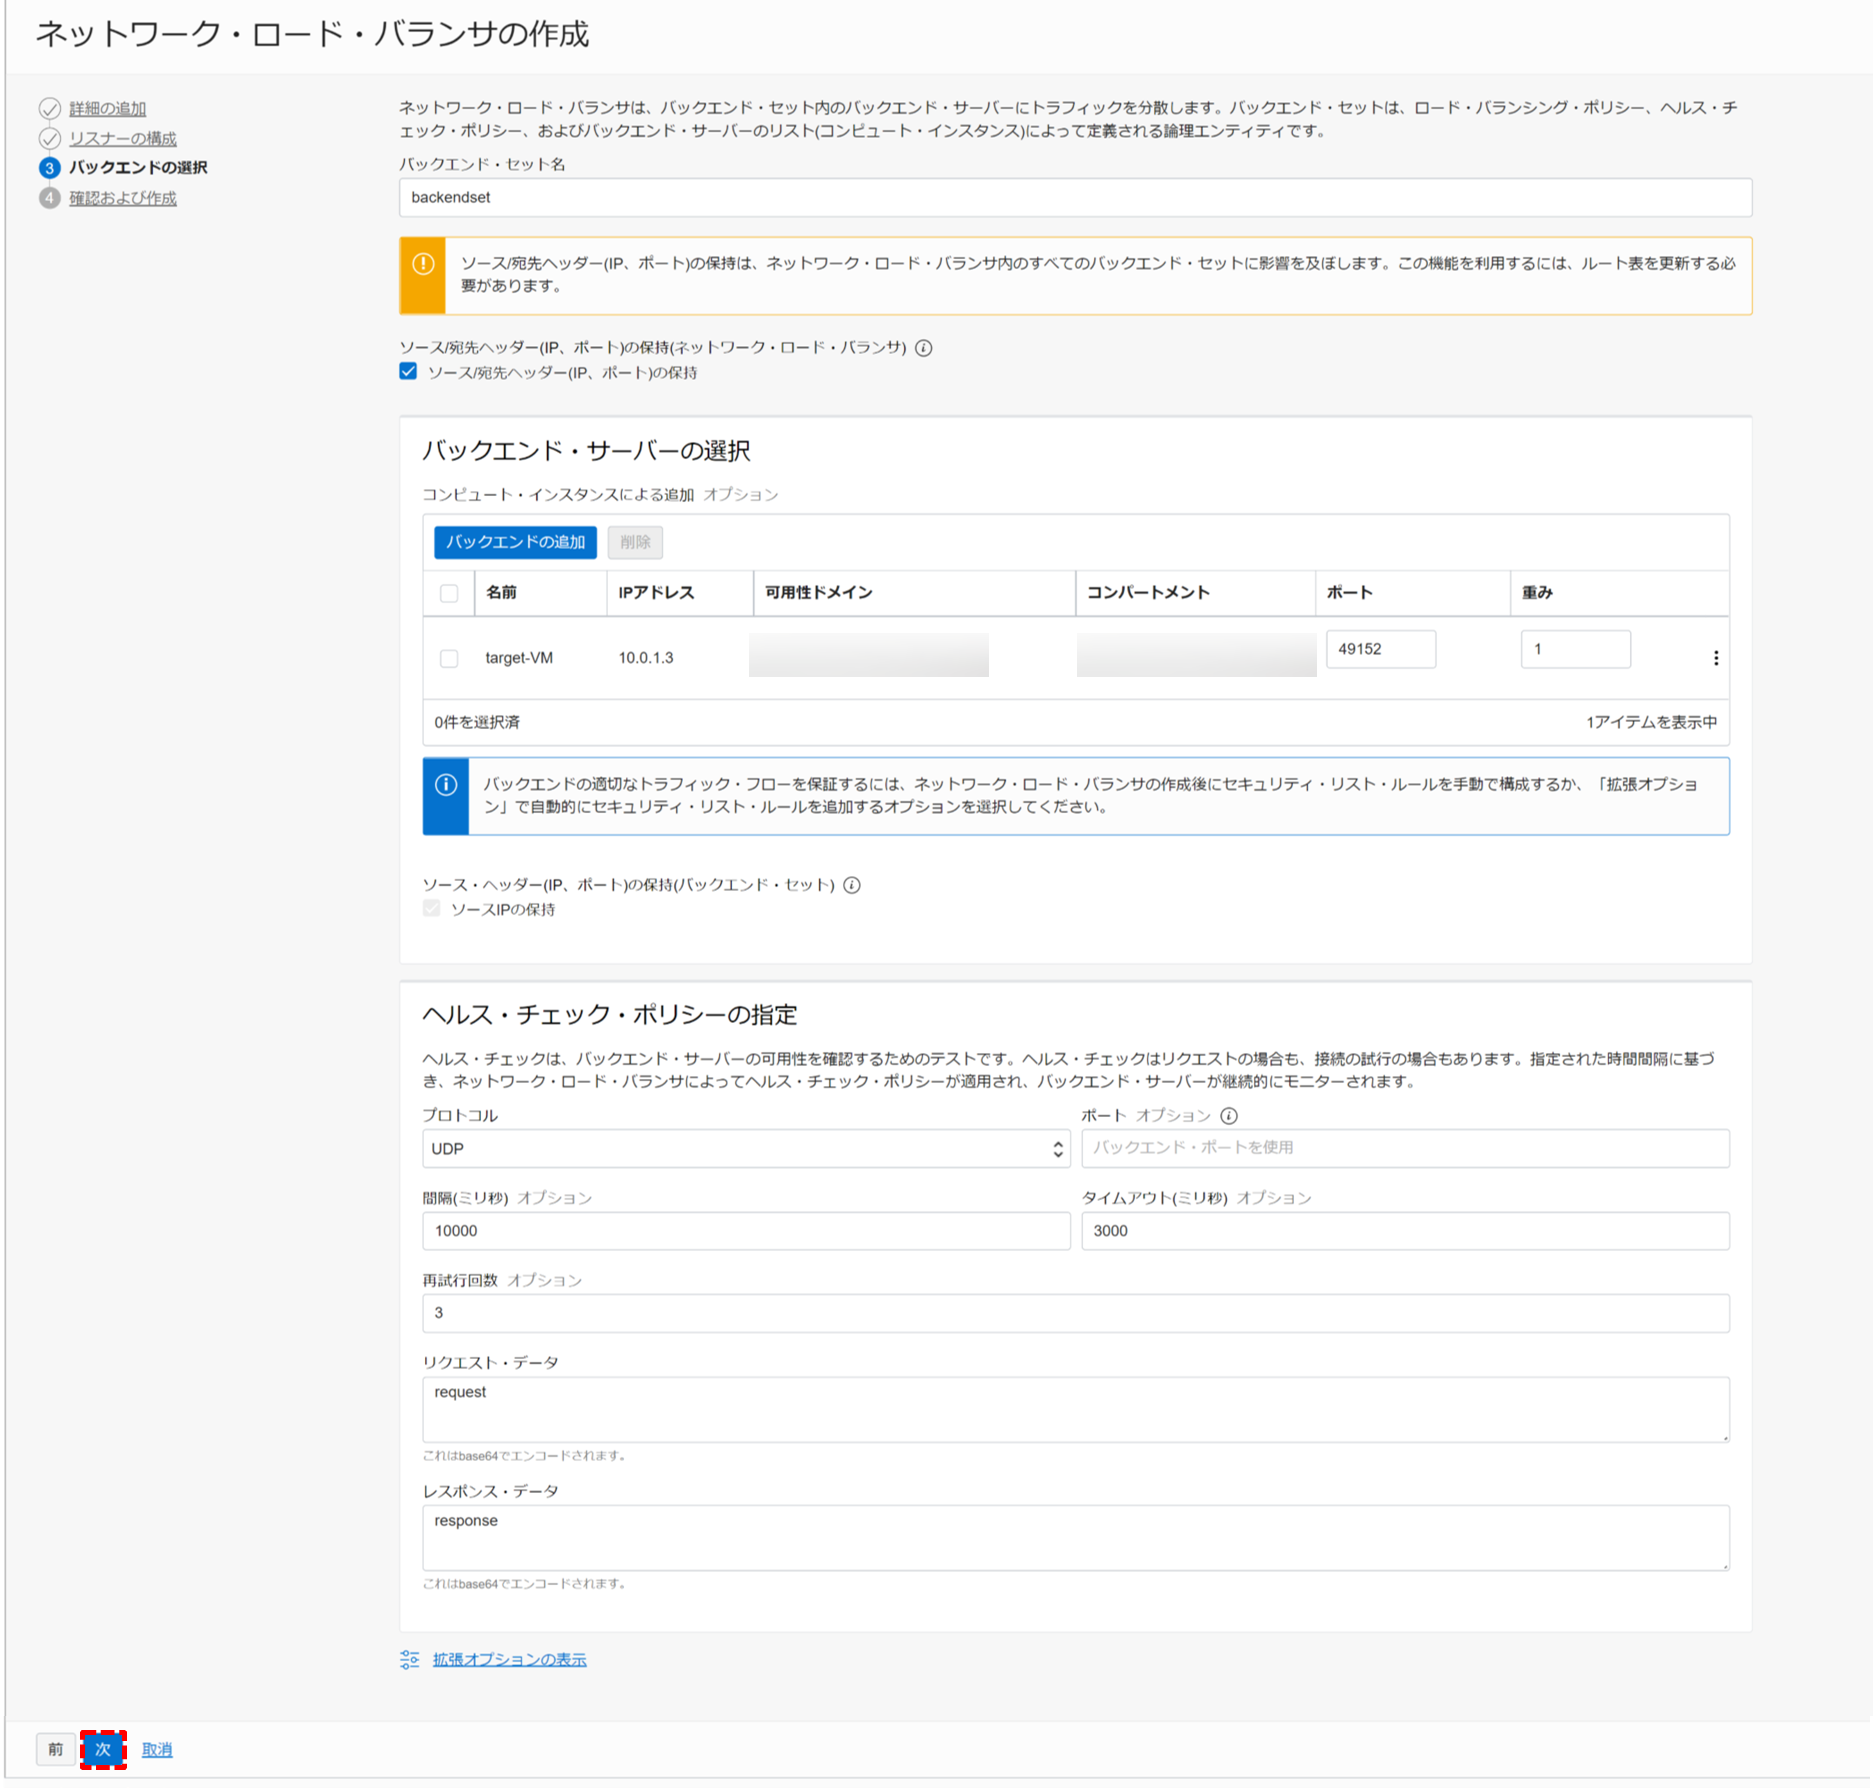 ネットワーク・ロード・バランサの作成
詳細の追加
リスナーの構成
3 バックエンドの選択
4 確認および作成
ネットワーク・ロード・バランサは、バックエンド・セット内のバックエンド・サーバーにトラフィックを分散します。バックエンド・セットは、ロード・バランシング・ポリシー、ヘルス・チ
ェック・ポリシー、およびバックエンド・サーバーのリスト(コンピュート・インスタンス)によって定義される論理エンティティです。
バックエンド・セット名
backendset
ソース/宛先ヘッダー(IP、ポート)の保持は、ネットワーク・ロード・バランサ内のすべてのバックエンド・セットに影響を及ぼします。この機能を利用するには、ルート表を更新する必
要があります。
ソース/宛先ヘッダー(IP、ポート)の保持(ネットワーク・ロード・バランサ)
ソース/宛先ヘッダー(IP、ポート)の保持
バックエンド・サーバーの選択
コンピュート・インスタンスによる追加 オプション
バックエンドの追加 削除
名前 IPアドレス 可用性ドメイン コンパートメント ポート 重み
target-VM 10.0.1.3 49152 1
0件を選択済 1アイテムを表示中
バックエンドの適切なトラフィック・フローを保証するには、ネットワーク・ロード・バランサの作成後にセキュリティ・リスト・ルールを手動で構成するか、「拡張オプショ
ン」で自動的にセキュリティ・リスト・ルールを追加するオプションを選択してください。
ソース・ヘッダー(IP、ポート)の保持(バックエンド・セット)
ソースIPの保持
ヘルス・チェック・ポリシーの指定
ヘルス・チェックは、バックエンド・サーバーの可用性を確認するためのテストです。ヘルス・チェックはリクエストの場合も、接続の試行の場合もあります。指定された時間間隔に基づ
き、ネットワーク・ロード・バランサによってヘルス・チェック・ポリシーが適用され、バックエンド・サーバーが継続的にモニターされます。
プロトコル ポート オプション
UDP バックエンド・ポートを使用
間隔(ミリ秒) オプション タイムアウト(ミリ秒) オプション
10000 3000
再試行回数 オプション
3
リクエスト・データ
request
これはbase64でエンコードされます。
レスポンス・データ
response
これはbase64でエンコードされます。
拡張オプションの表示
前 次 取消